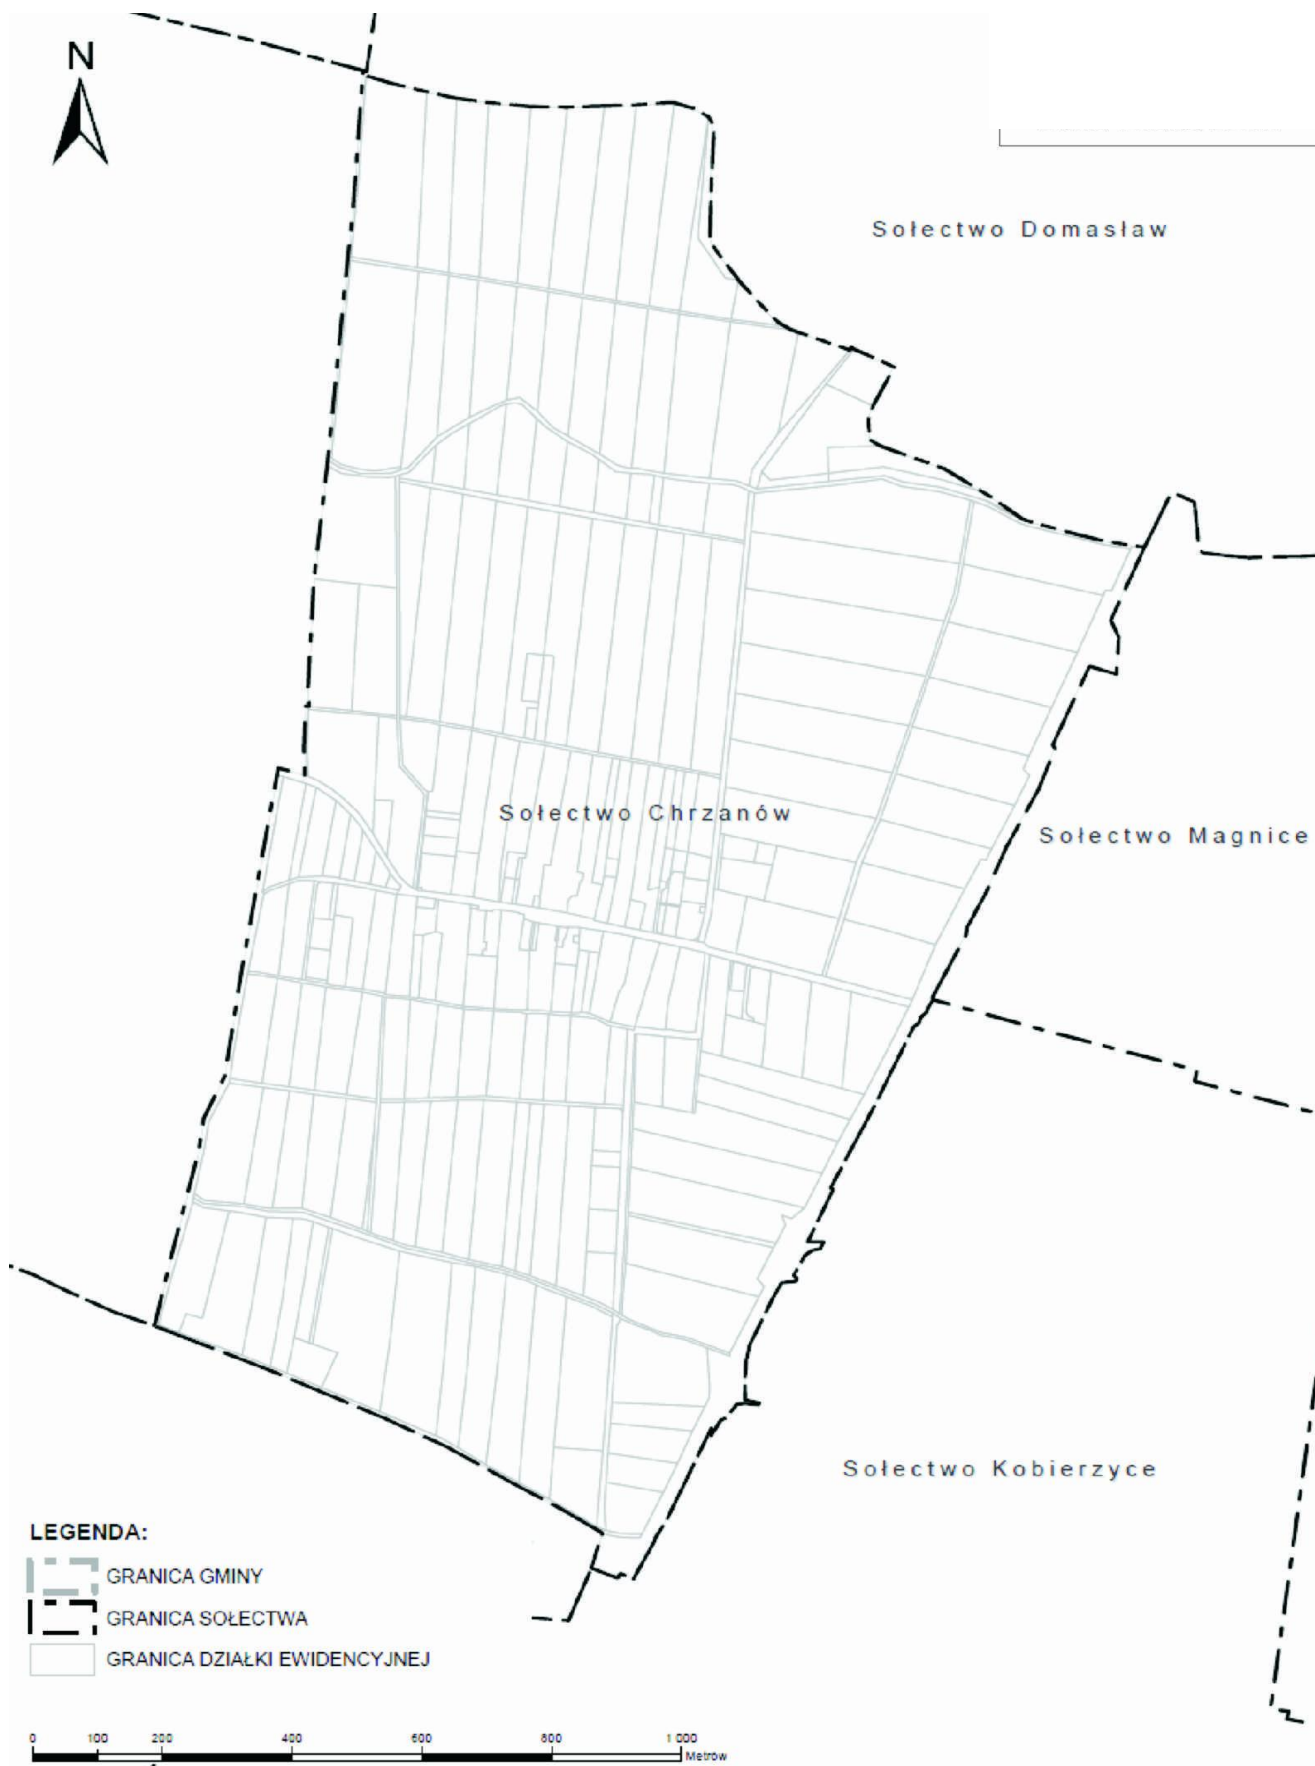 N
Sołectwo Domasław
Sołectwo Chrzanów
Sołectwo Magnice
Sołectwo Kobierzyce
LEGENDA:
GRANICA GMINY
GRANICA SOŁECTWA
GRANICA DZIAŁKI EWIDENCYJNEJ
0 100 200 400 600 800 1 000
Metrów